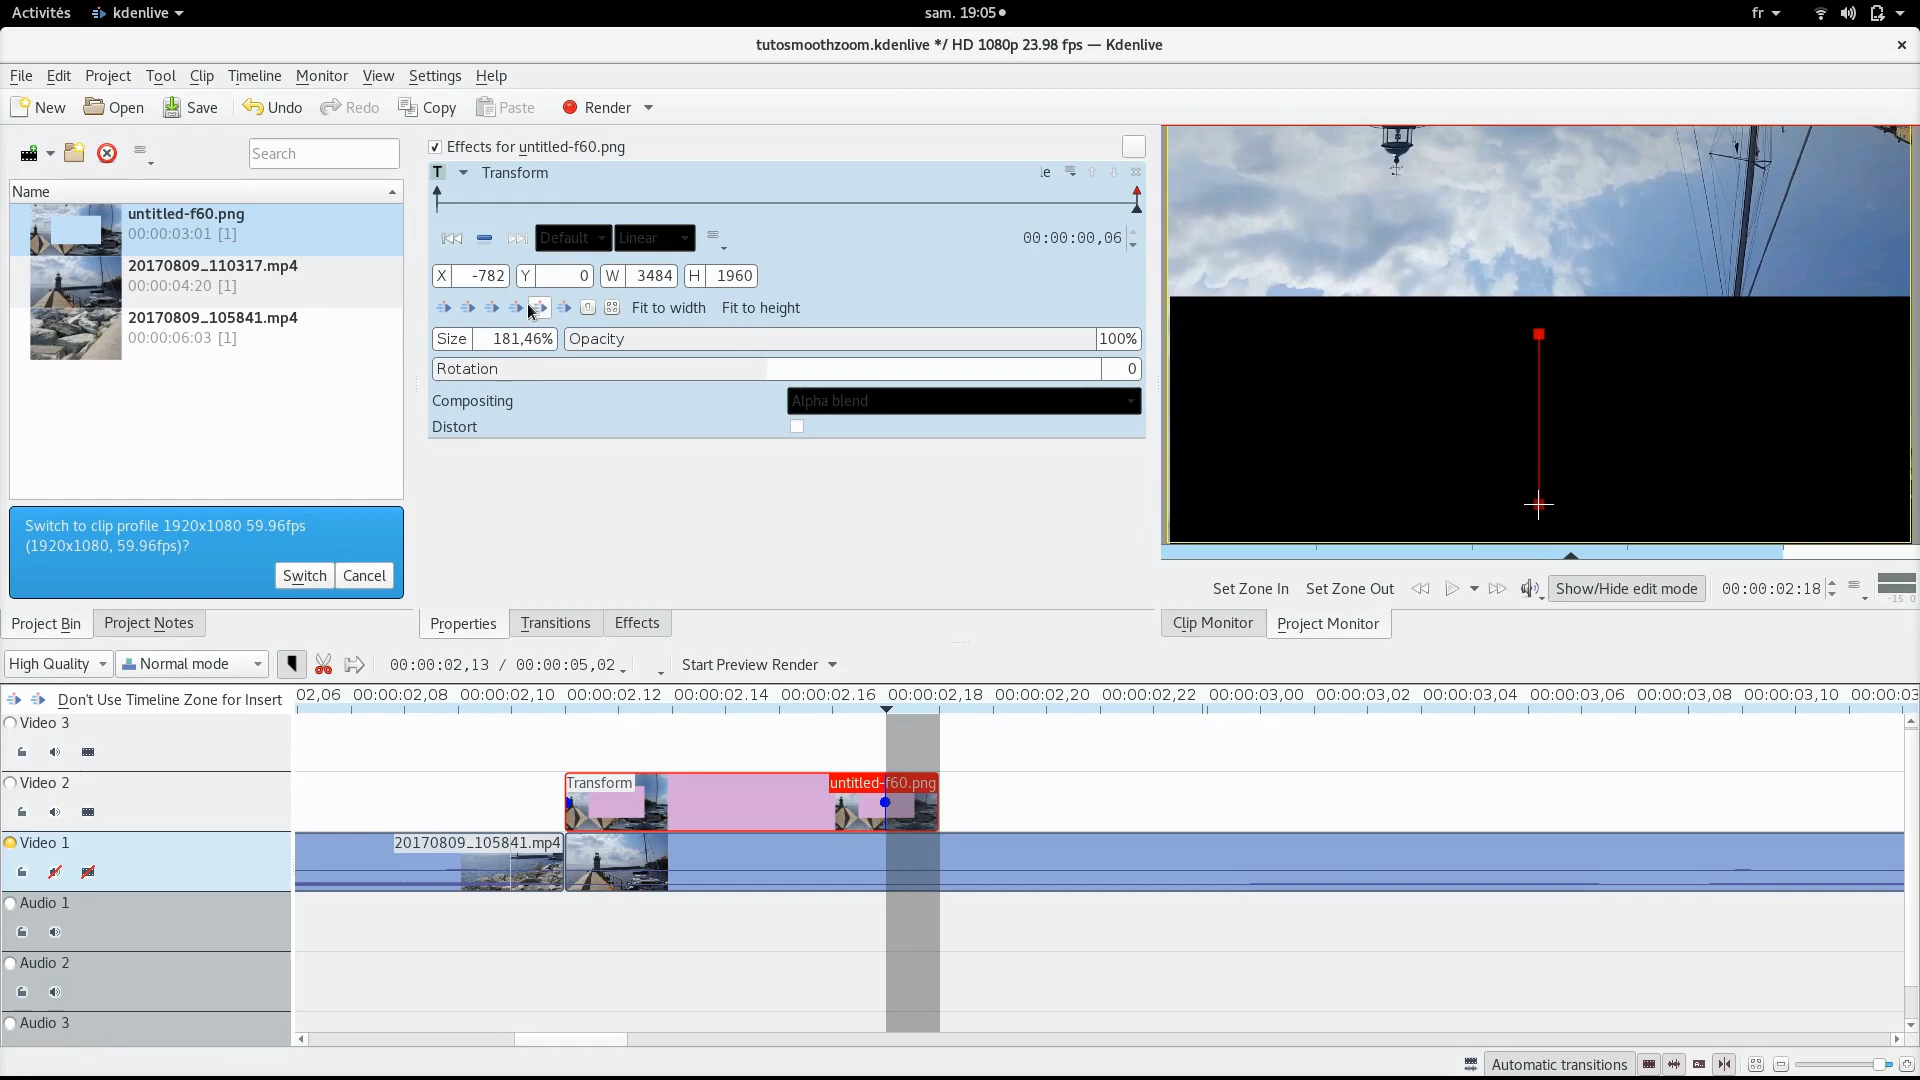 Activités kdenlive sam. 19:05 fr
tutosmoothzoom.kdenlive */ HD 1080p 23.98 fps — Kdenlive
File Edit Project Tool Clip Timeline Monitor View Settings Help
New Open Save Undo Redo Copy Paste Render
Search
Name
untitled-f60.png
00:00:03:01 [1]
20170809_110317.mp4
00:00:04:20 [1]
20170809_105841.mp4
00:00:06:03 [1]
Switch to clip profile 1920x1080 59.96fps
(1920x1080, 59.96fps)?
Switch Cancel
Project Bin Project Notes
Effects for untitled-f60.png
T Transform le
Default Linear 00:00:00,06
X -782 Y 0 W 3484 H 1960
Fit to width Fit to height
Size 181,46% Opacity 100%
Rotation 0
Compositing Alpha blend
Distort
Properties Transitions Effects
Set Zone In Set Zone Out Show/Hide edit mode 00:00:02:18 -15 0
Clip Monitor Project Monitor
High Quality Normal mode 00:00:02,13 / 00:00:05,02 Start Preview Render
Don't Use Timeline Zone for Insert
02,06 00:00:02,08 00:00:02,10 00:00:02,12 00:00:02,14 00:00:02,16 00:00:02,18 00:00:02,20 00:00:02,22 00:00:03,00 00:00:03,02 00:00:03,04 00:00:03,06 00:00:03,08 00:00:03,10 00:00:03
Video 3
Video 2
Transform untitled-f60.png
Video 1
20170809_105841.mp4
Audio 1
Audio 2
Audio 3
Automatic transitions